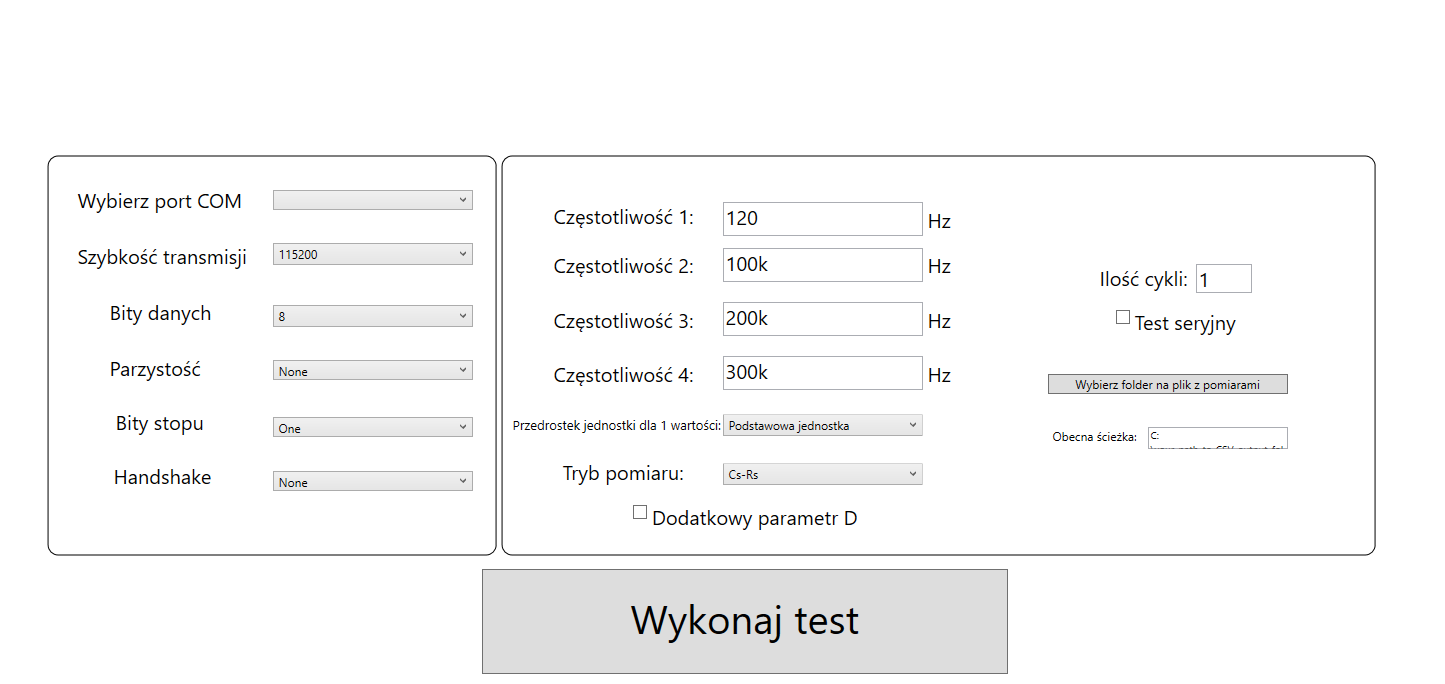 Wybierz port COM
Szybkość transmisji 115200
Bity danych 8
Parzystość None
Bity stopu One
Handshake None
Częstotliwość 1: 120 Hz
Częstotliwość 2: 100k Hz
Częstotliwość 3: 200k Hz
Częstotliwość 4: 300k Hz
Przedrostek jednostki dla 1 wartości: Podstawowa jednostka
Tryb pomiaru: Cs-Rs
Dodatkowy parametr D
Ilość cykli: 1
Test seryjny
Wybierz folder na plik z pomiarami
Obecna ścieżka: C:
Wykonaj test